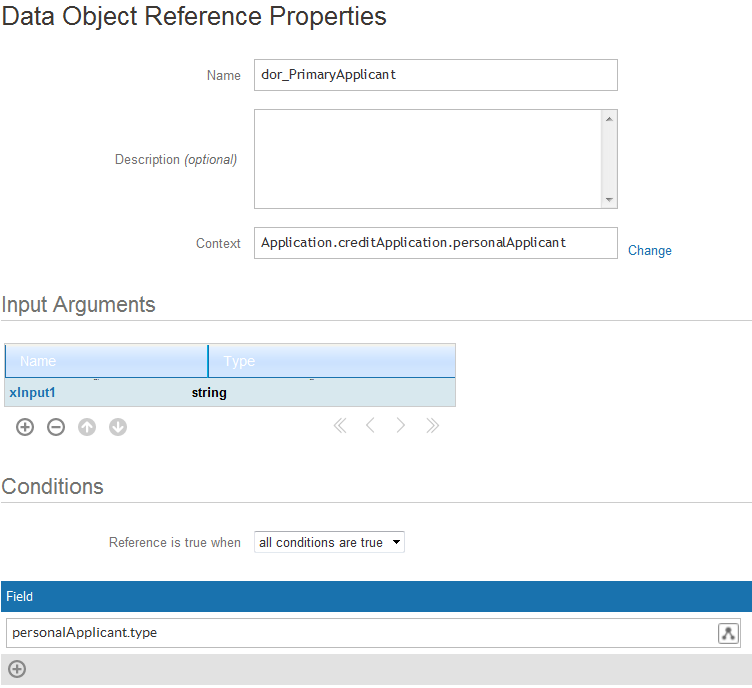 Data Object Reference Properties
Name dor_PrimaryApplicant
Description (optional)
Context Application.creditApplication.personalApplicant Change
Input Arguments
Name Type
xInput1 string
Conditions
Reference is true when all conditions are true
Field
personalApplicant.type